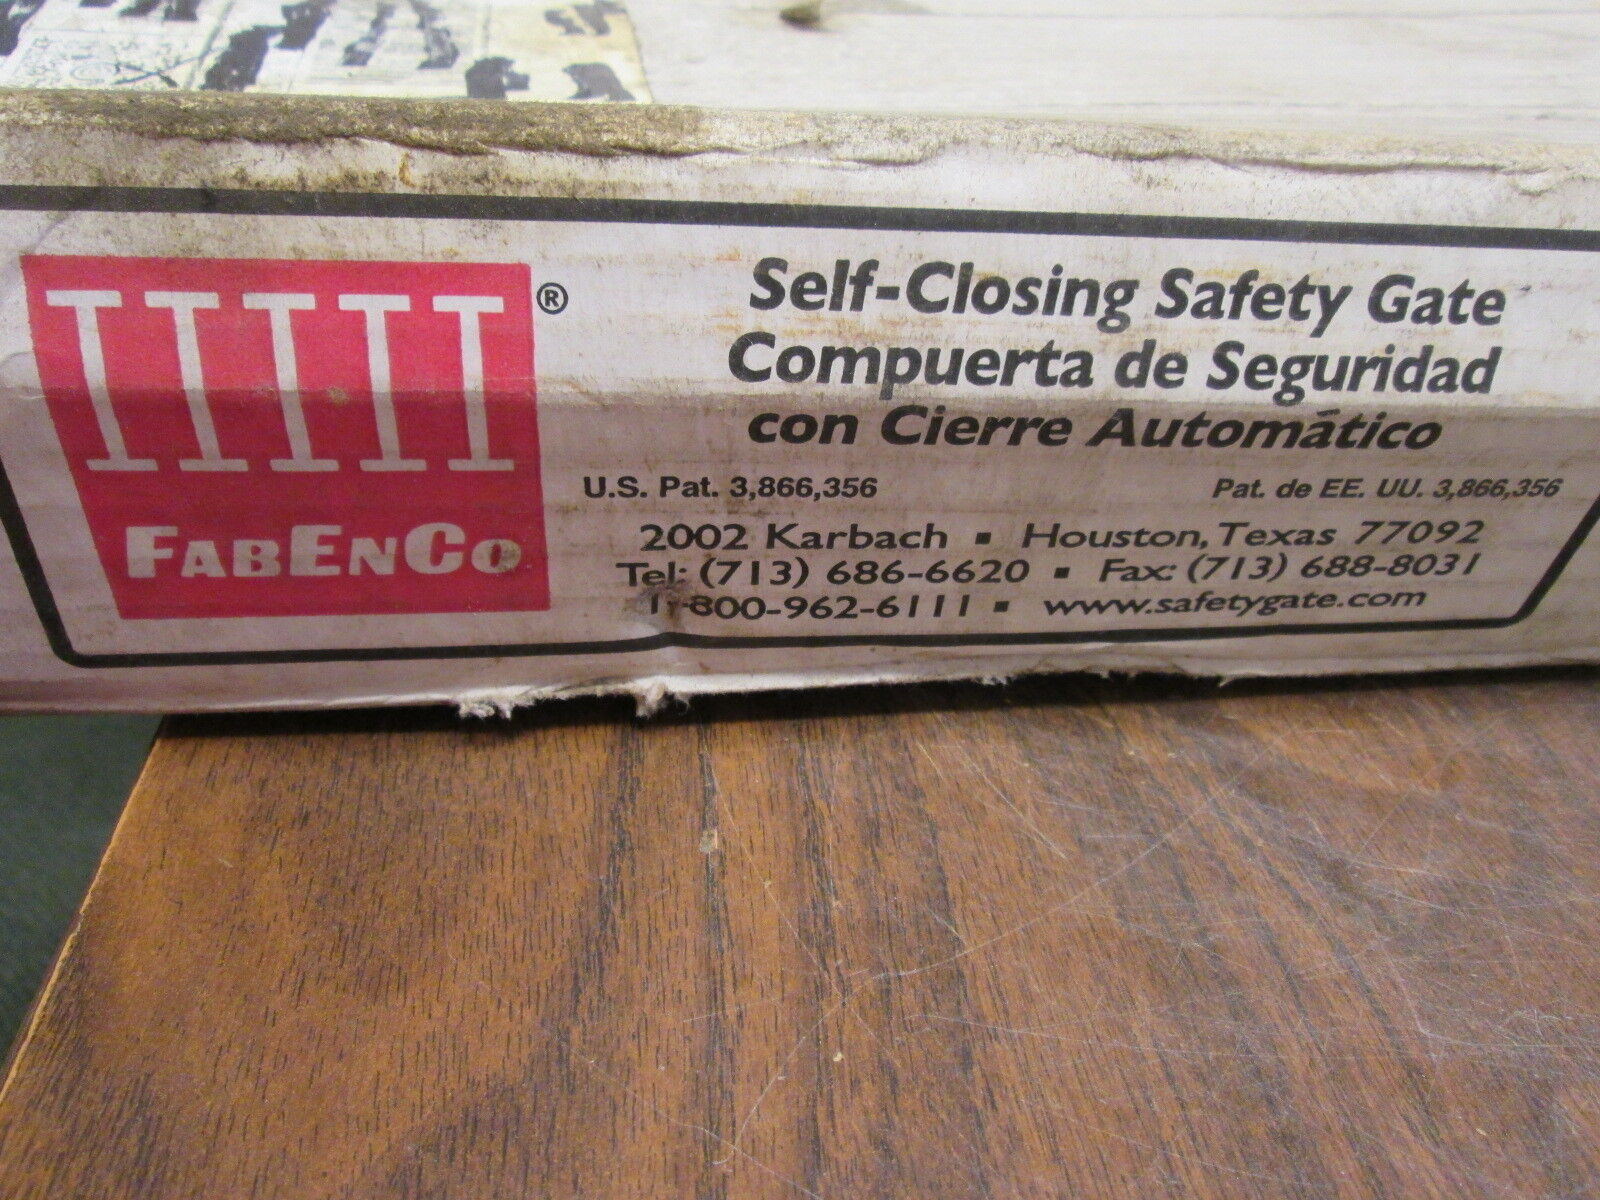 FABENCO ®
Self-Closing Safety Gate
Compuerta de Seguridad
con Cierre Automático
U.S. Pat. 3,866,356 Pat. de EE. UU. 3,866,356
2002 Karbach ▪ Houston, Texas 77092
Tel: (713) 686-6620 ▪ Fax: (713) 688-8031
1-800-962-6111 ▪ www.safetygate.com